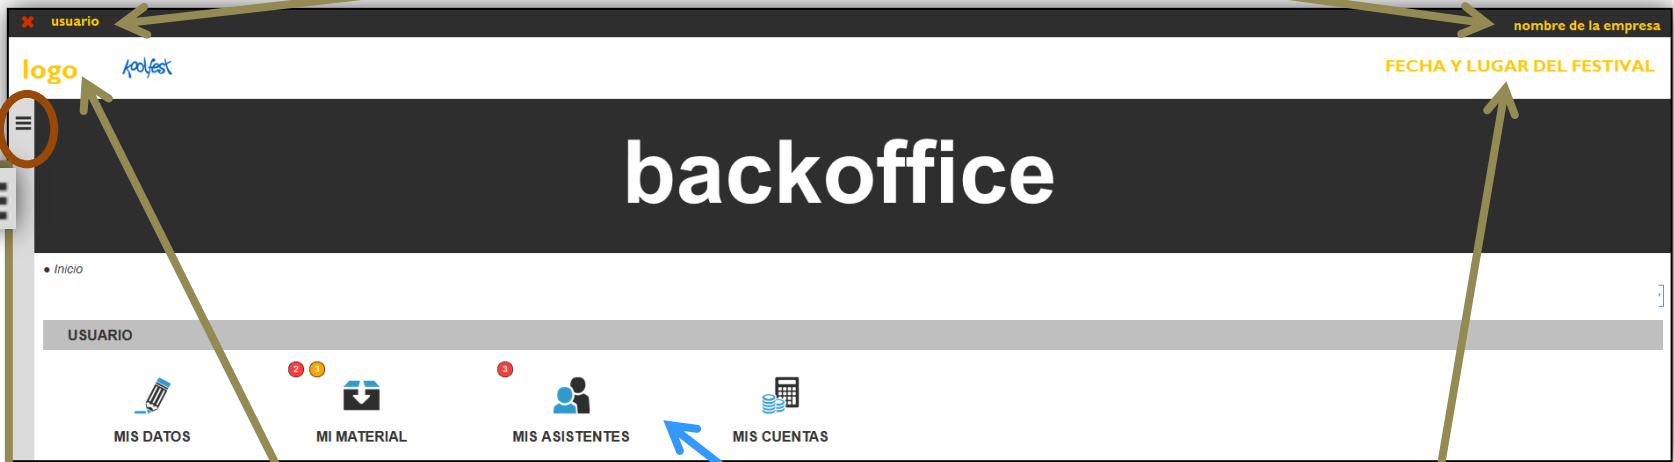 ✖ usuario
nombre de la empresa
logo koolfest
FECHA Y LUGAR DEL FESTIVAL
backoffice
● Inicio
USUARIO
2 3
3
MIS DATOS
MI MATERIAL
MIS ASISTENTES
MIS CUENTAS